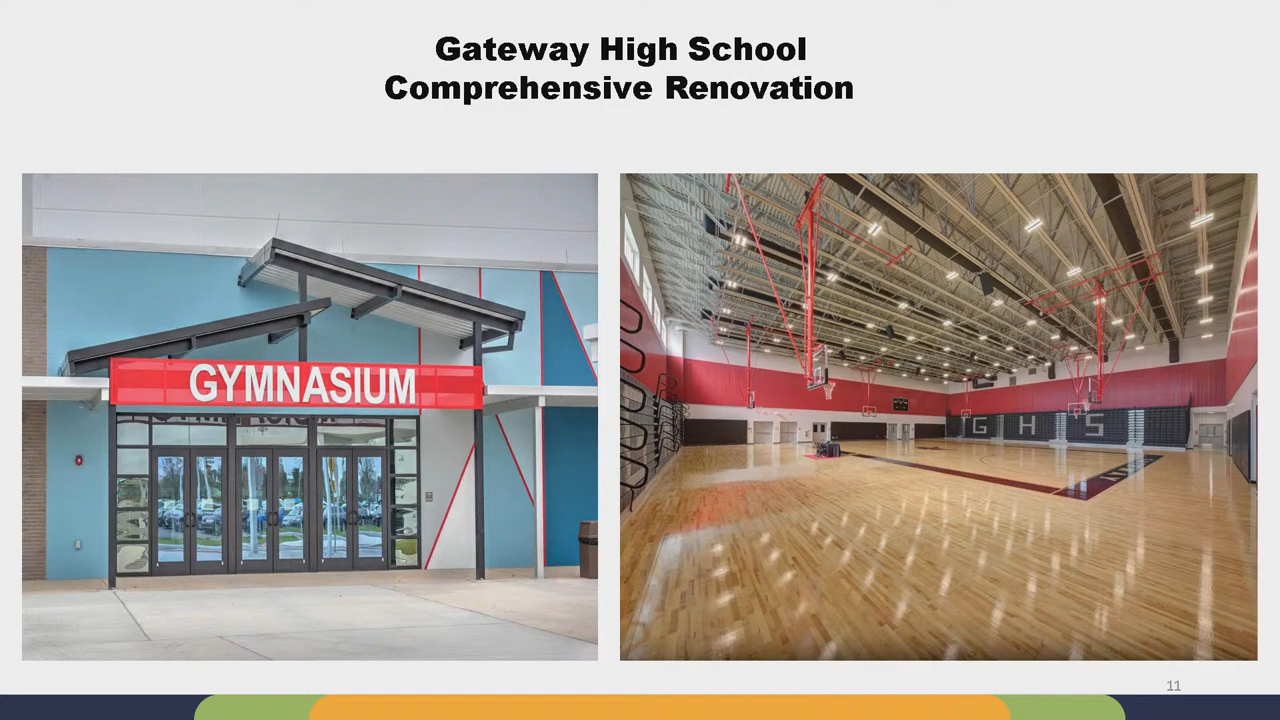 Gateway High School
Comprehensive Renovation
GYMNASIUM
G H S
11